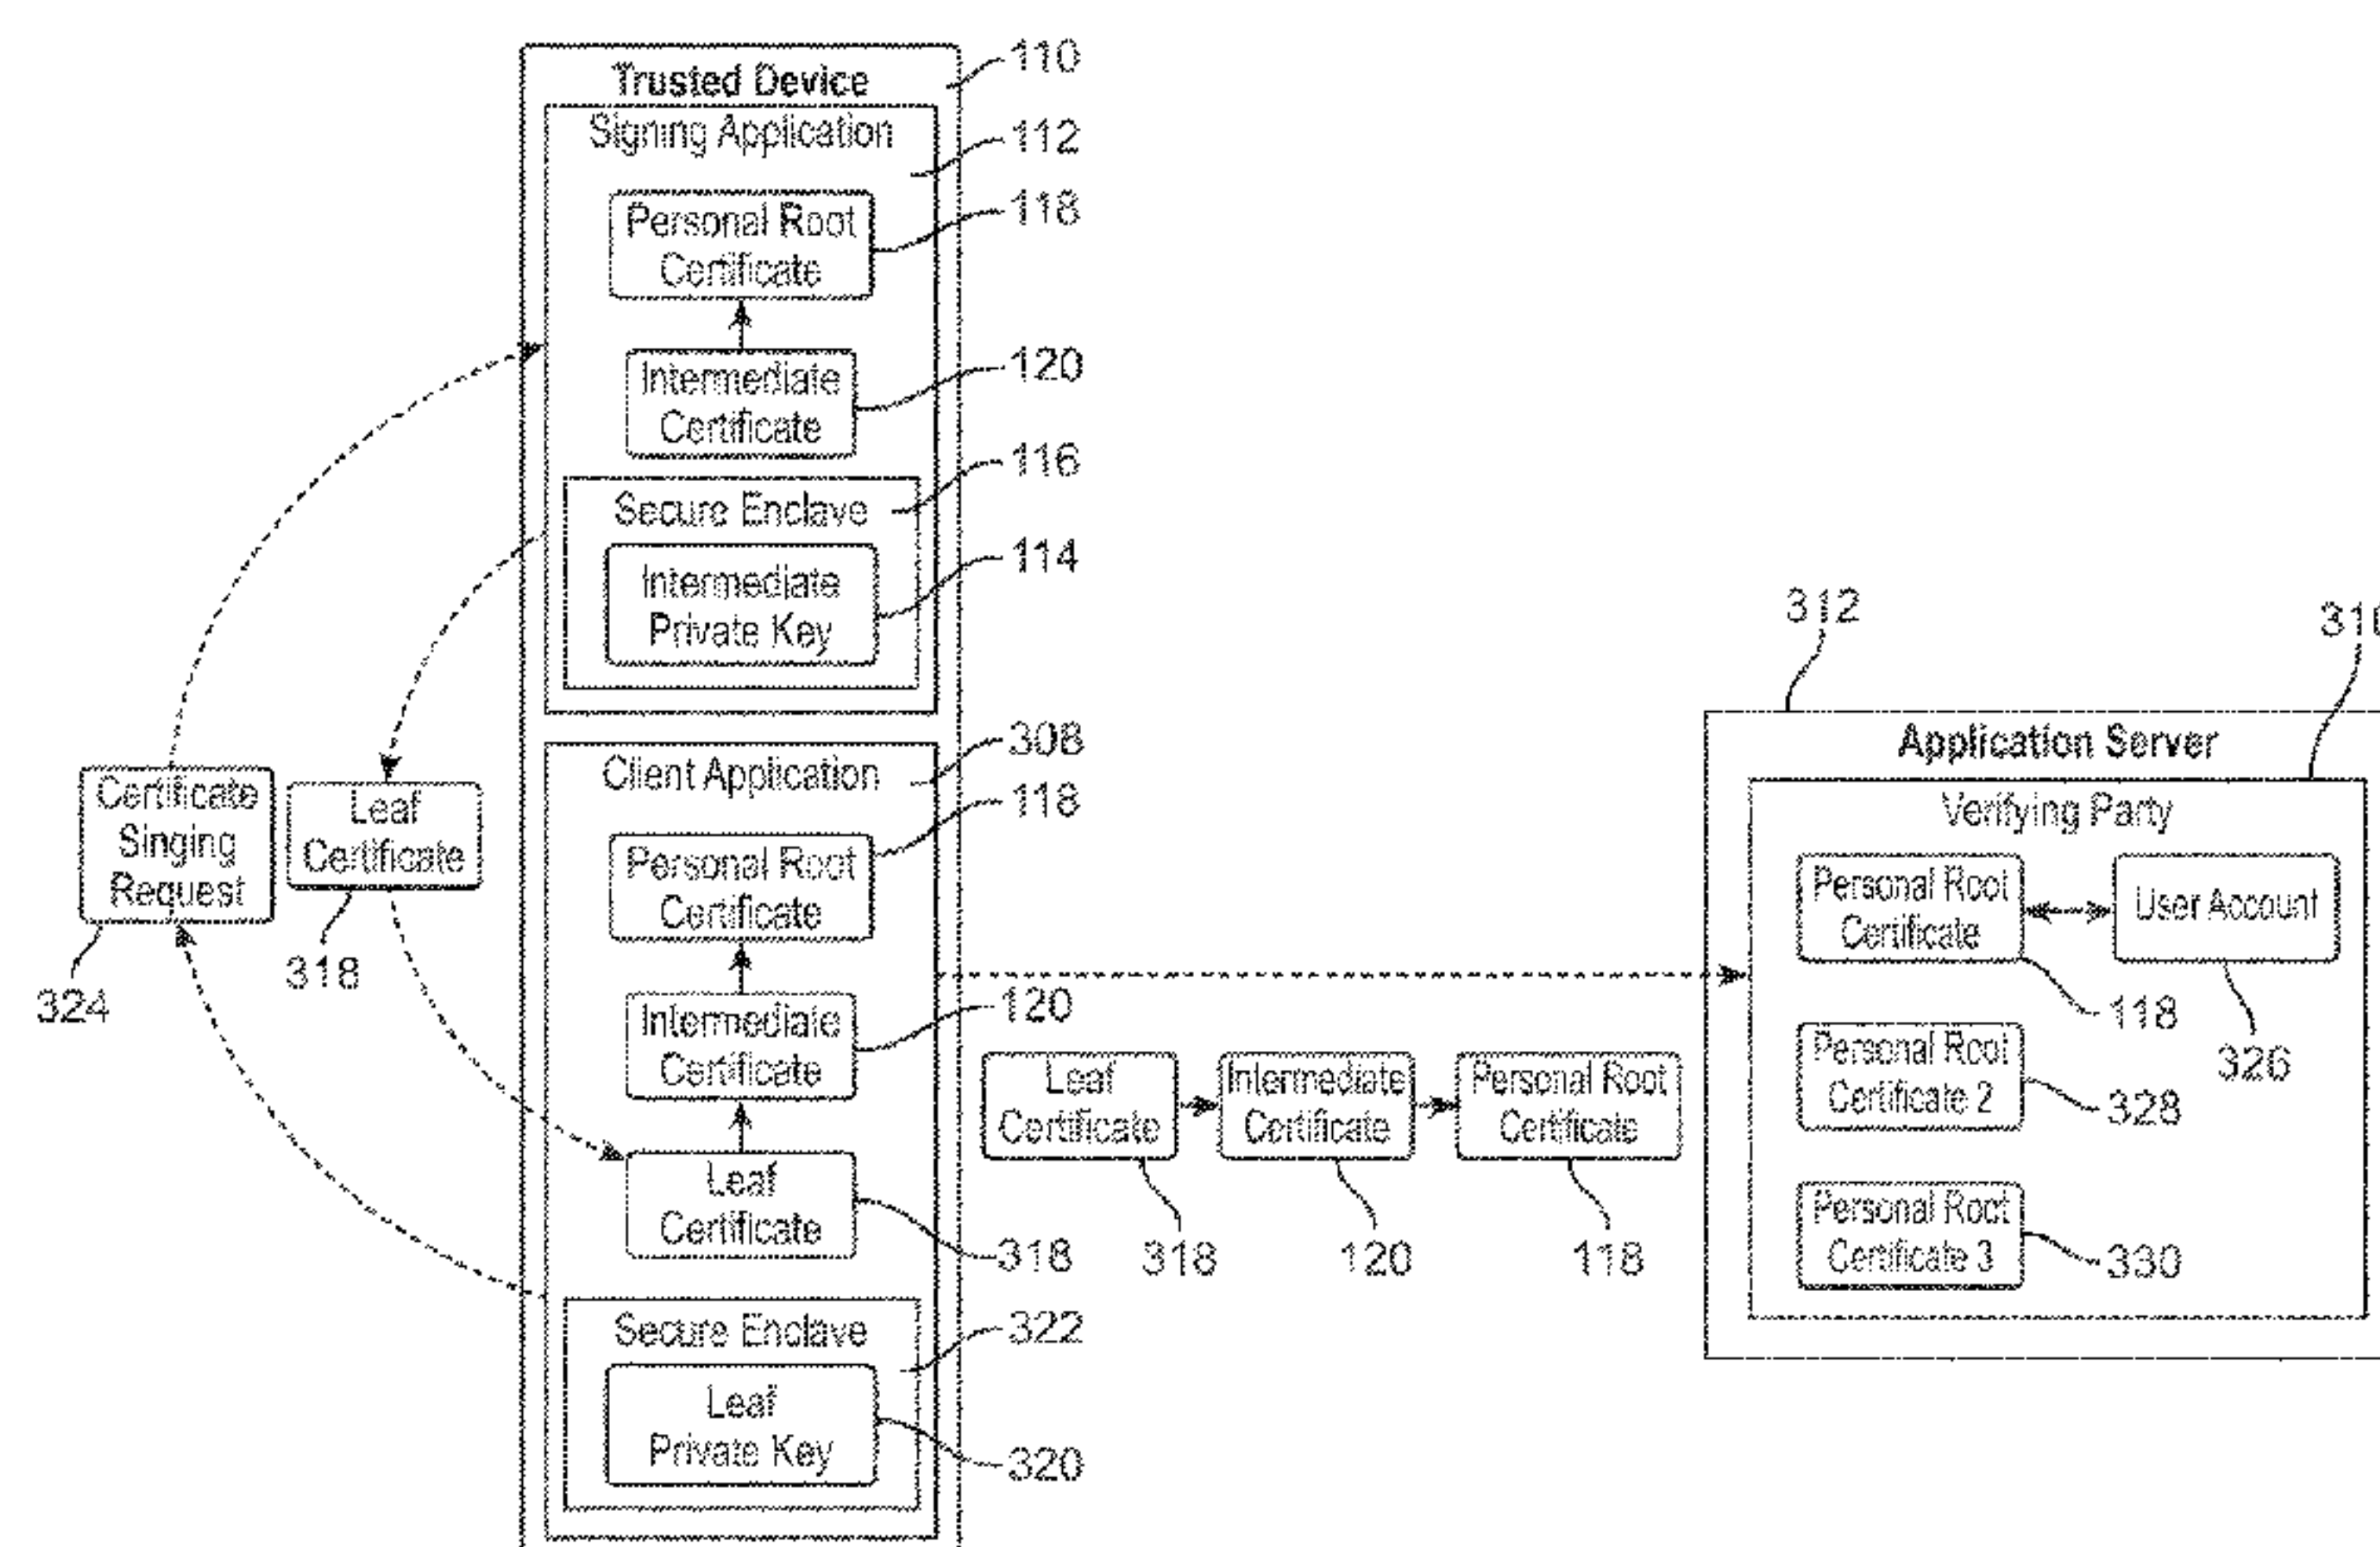 110
Trusted Device
Signing Application
112
Personal Root
Certificate
118
Intermediate
Certificate
120
116
Secure Enclave
Intermediate
Private Key
114
Client Application
308
Personal Root
Certificate
118
Intermediate
Certificate
120
Leaf
Certificate
318
Secure Enclave
322
Leaf
Private Key
320
Certificate
Singing
Request
324
Leaf
Certificate
318
Leaf
Certificate
318
Intermediate
Certificate
120
Personal Root
Certificate
118
312
Application Server
Verifying Party
Personal Root
Certificate
118
User Account
326
Personal Root
Certificate 2
328
Personal Root
Certificate 3
330